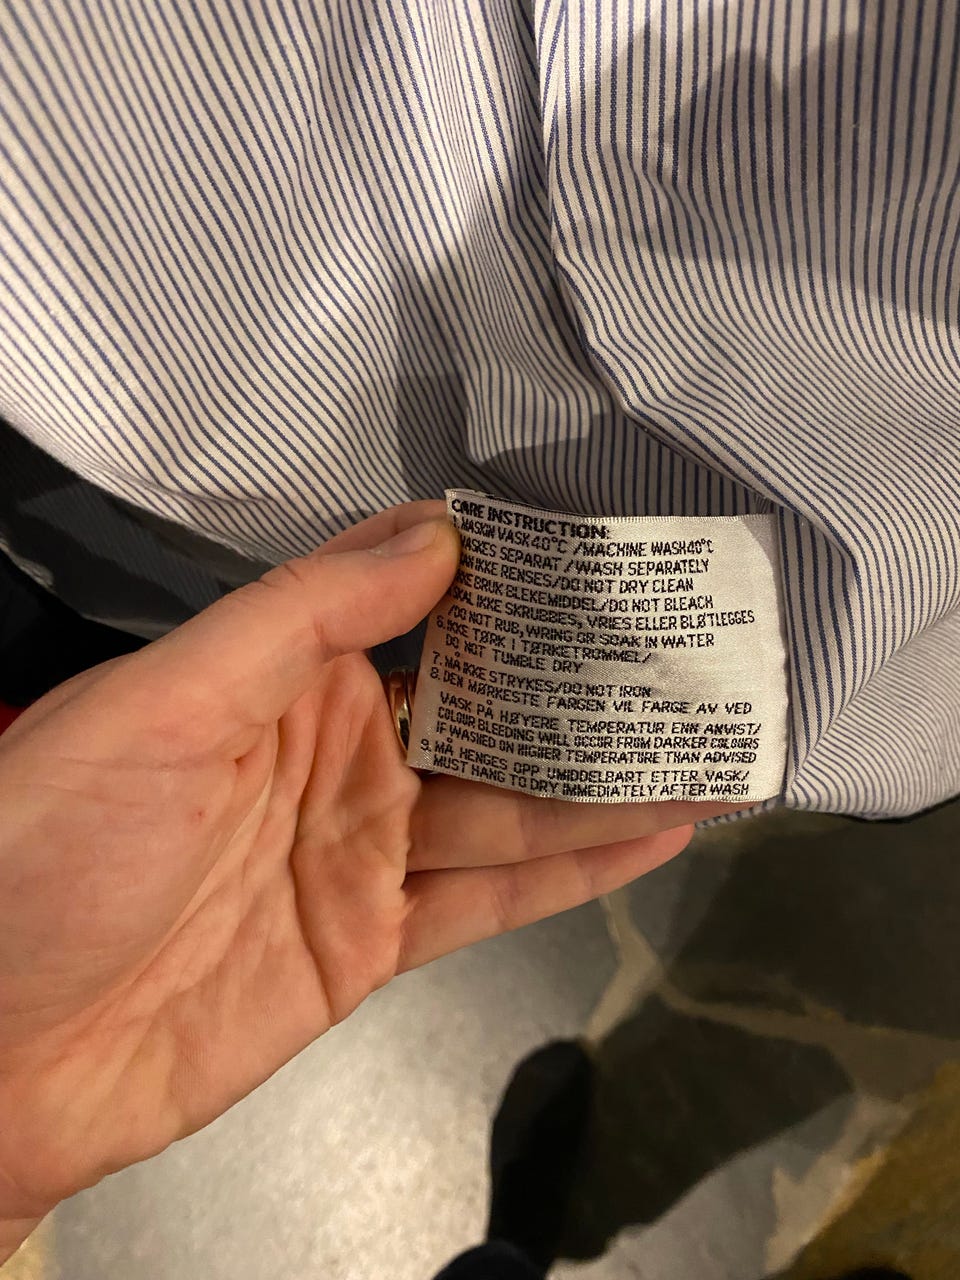 CARE INSTRUCTION:
1. MASKIN VASK 40°C /MACHINE WASH 40°C
VASKES SEPARAT / WASH SEPARATELY
IKKE RENSES/DO NOT DRY CLEAN
BRUK BLEKEMIDDEL/DO NOT BLEACH
SKAL IKKE SKRUBBES, VRIES ELLER BLØTLEGGES
/DO NOT RUB, WRING OR SOAK IN WATER
6. IKKE TØRK I TØRKETROMMEL/
DO NOT TUMBLE DRY
7. MÅ IKKE STRYKES/DO NOT IRON
8. DEN MØRKESTE FARGEN VIL FARGE AV VED
VASK PÅ HØYERE TEMPERATUR ENN ANVIST/
COLOUR BLEEDING WILL OCCUR FROM DARKER COLOURS
IF WASHED ON HIGHER TEMPERATURE THAN ADVISED
9. MÅ HENGES OPP UMIDDELBART ETTER VASK/
MUST HANG TO DRY IMMEDIATELY AFTER WASH